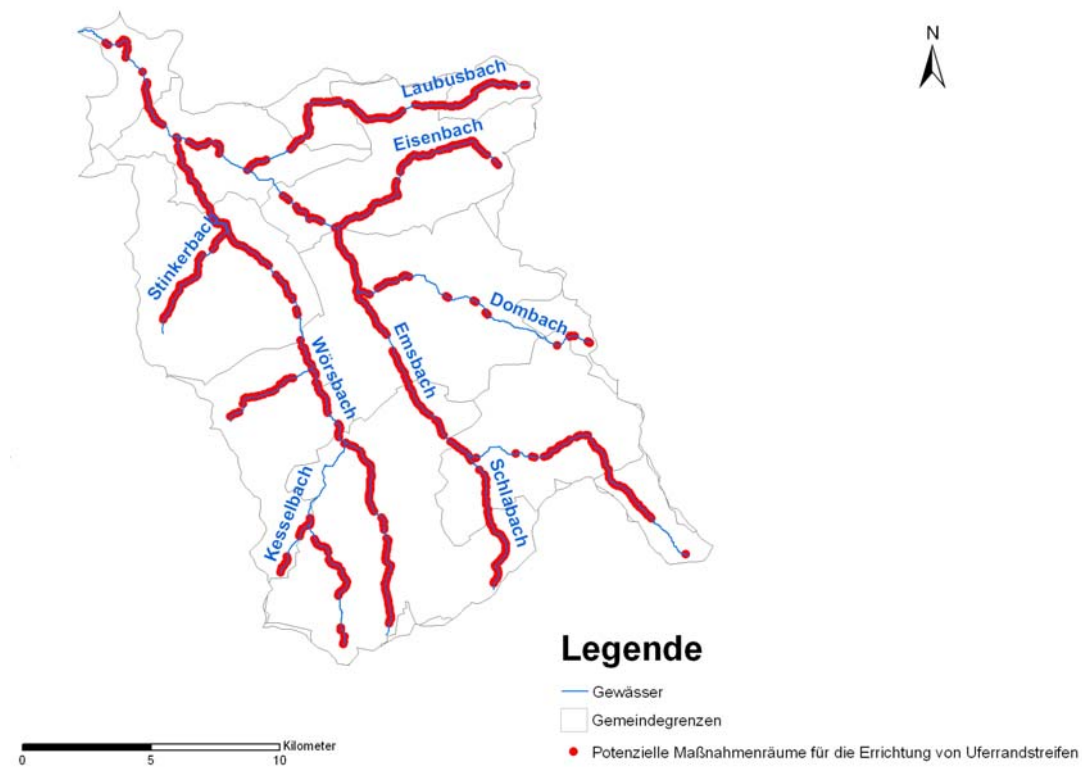 N
Laubusbach
Eisenbach
Stinkerbach
Dombach
Emsbach
Wörsbach
Schlabach
Kesselbach
Legende
Gewässer
Gemeindegrenzen
Potenzielle Maßnahmenräume für die Errichtung von Uferrandstreifen
Kilometer
0 5 10